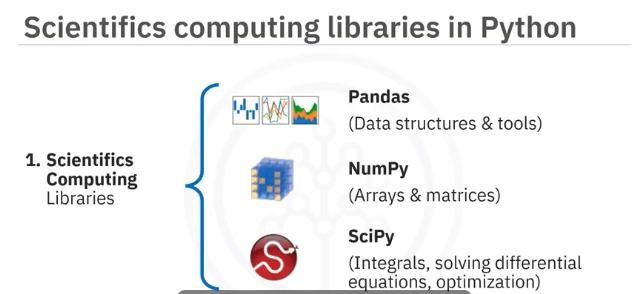 Scientifics computing libraries in Python
1. Scientifics
Computing
Libraries
Pandas
(Data structures & tools)
NumPy
(Arrays & matrices)
SciPy
(Integrals, solving differential
equations, optimization)